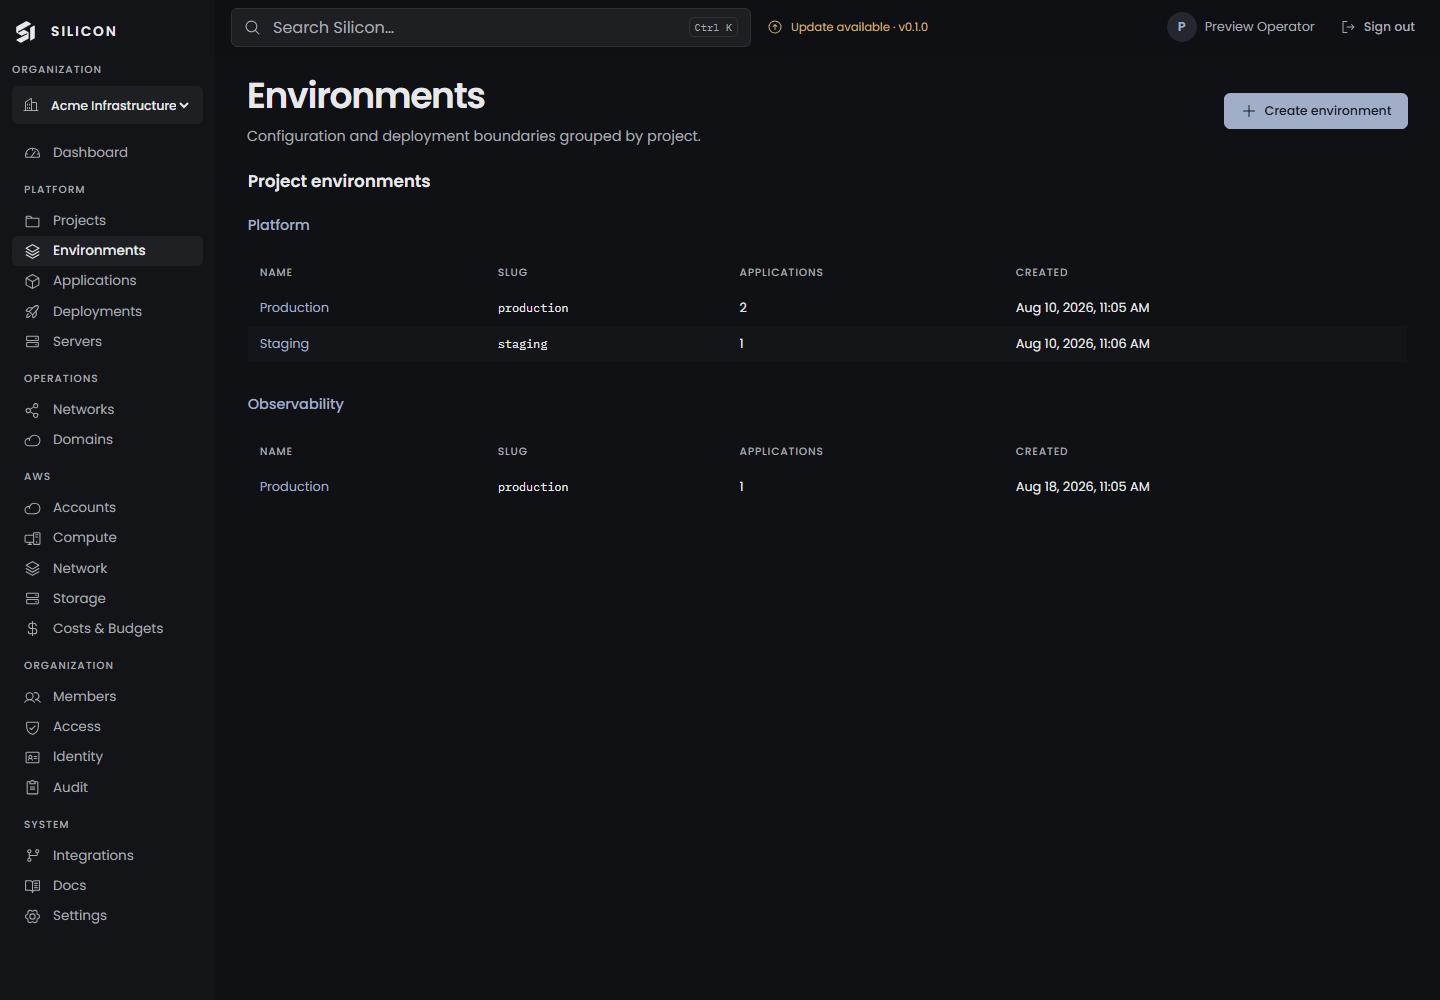 SILICON
ORGANIZATION
Acme Infrastructure
Dashboard
PLATFORM
Projects
Environments
Applications
Deployments
Servers
OPERATIONS
Networks
Domains
AWS
Accounts
Compute
Network
Storage
Costs & Budgets
ORGANIZATION
Members
Access
Identity
Audit
SYSTEM
Integrations
Docs
Settings
Search Silicon... Ctrl K
Update available · v0.1.0
P Preview Operator
Sign out
Environments
Configuration and deployment boundaries grouped by project.
Create environment
Project environments
Platform
NAME SLUG APPLICATIONS CREATED
Production production 2 Aug 10, 2026, 11:05 AM
Staging staging 1 Aug 10, 2026, 11:06 AM
Observability
NAME SLUG APPLICATIONS CREATED
Production production 1 Aug 18, 2026, 11:05 AM